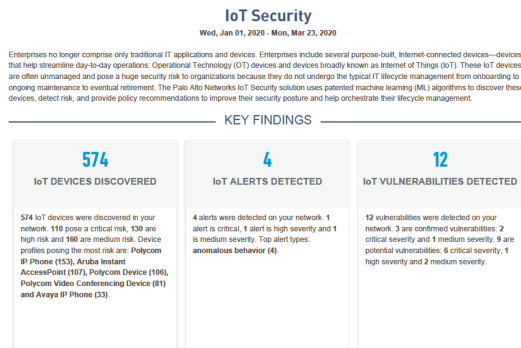 IoT Security
Wed, Jan 01, 2020 - Mon, Mar 23, 2020
Enterprises no longer comprise only traditional IT applications and devices. Enterprises include several purpose-built, Internet-connected devices—devices
that help streamline day-to-day operations: Operational Technology (OT) devices and devices broadly known as Internet of Things (IoT). These IoT devices
are often unmanaged and pose a huge security risk to organizations because they do not undergo the typical IT lifecycle management from onboarding to
ongoing maintenance to eventual retirement. The Palo Alto Networks IoT Security solution uses patented machine learning (ML) algorithms to discover these
devices, detect risk, and provide policy recommendations to improve their security posture and help orchestrate their lifecycle management.
KEY FINDINGS
574
IoT DEVICES DISCOVERED
574 IoT devices were discovered in your
network. 110 pose a critical risk, 130 are
high risk and 160 are medium risk. Device
profiles posing the most risk are: Polycom
IP Phone (153), Aruba Instant
AccessPoint (107), Polycom Device (106),
Polycom Video Conferencing Device (81)
and Avaya IP Phone (33).
4
IoT ALERTS DETECTED
4 alerts were detected on your network. 1
alert is critical, 1 alert is high severity and 1
is medium severity. Top alert types:
anomalous behavior (4).
12
IoT VULNERABILITIES DETECTED
12 vulnerabilities were detected on your
network. 3 are confirmed vulnerabilities: 2
critical severity and 1 medium severity. 9 are
potential vulnerabilities: 6 critical severity, 1
high severity and 2 medium severity.